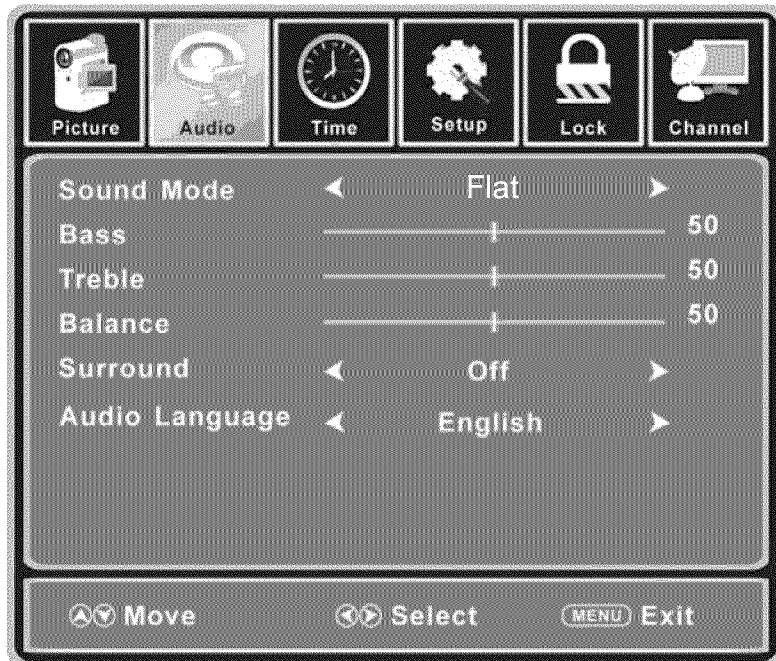 Picture Audio Time Setup Lock Channel
Sound Mode Flat
Bass 50
Treble 50
Balance 50
Surround Off
Audio Language English
Move Select MENU Exit